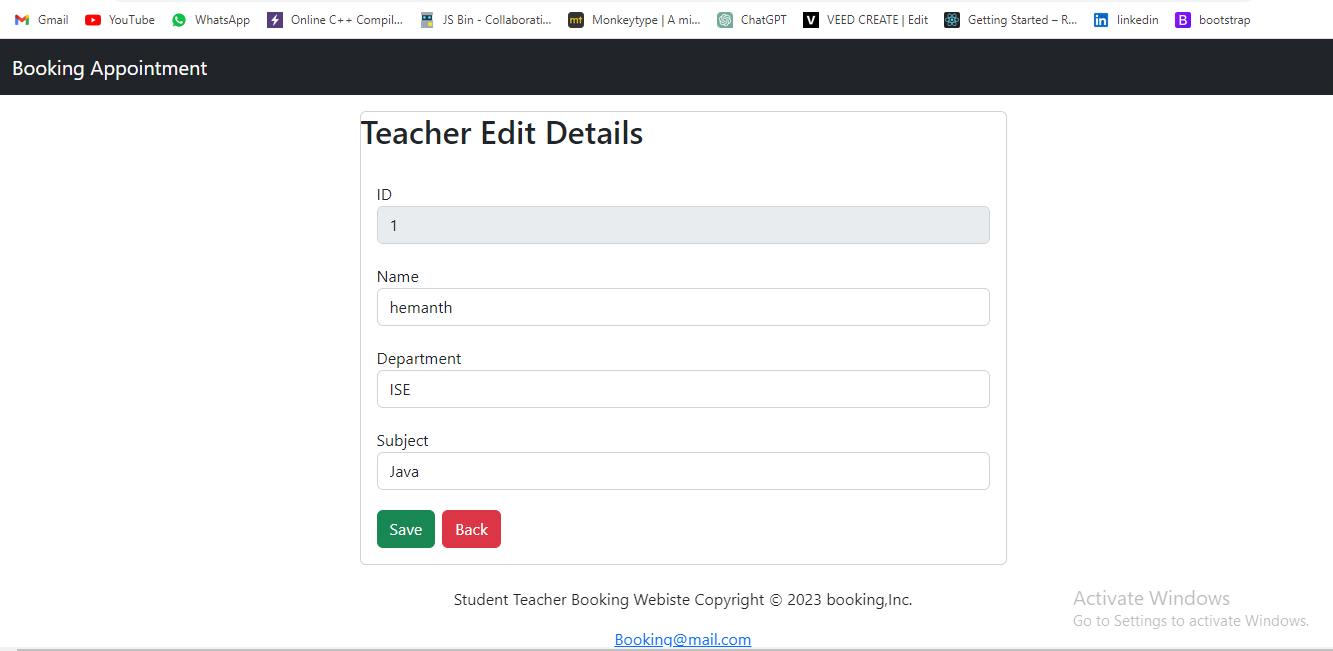 Gmail YouTube WhatsApp Online C++ Compil... JS Bin - Collaborati... mt Monkeytype | A mi... ChatGPT V VEED CREATE | Edit Getting Started – R... in linkedin B bootstrap
Booking Appointment
Teacher Edit Details
ID
1
Name
hemanth
Department
ISE
Subject
Java
Save Back
Student Teacher Booking Webiste Copyright © 2023 booking,Inc.
Booking@mail.com
Activate Windows
Go to Settings to activate Windows.